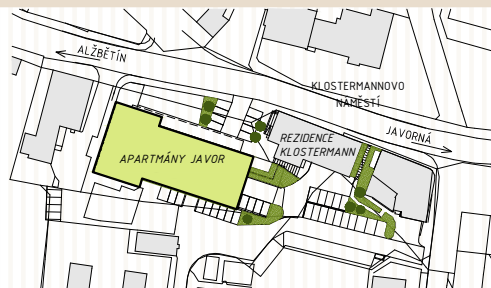 ALŽBĚTÍN
KLOSTERMANNOVO
NÁMĚSTÍ
JAVORNÁ
REZIDENCE
KLOSTERMANN
APARTMÁNY JAVOR